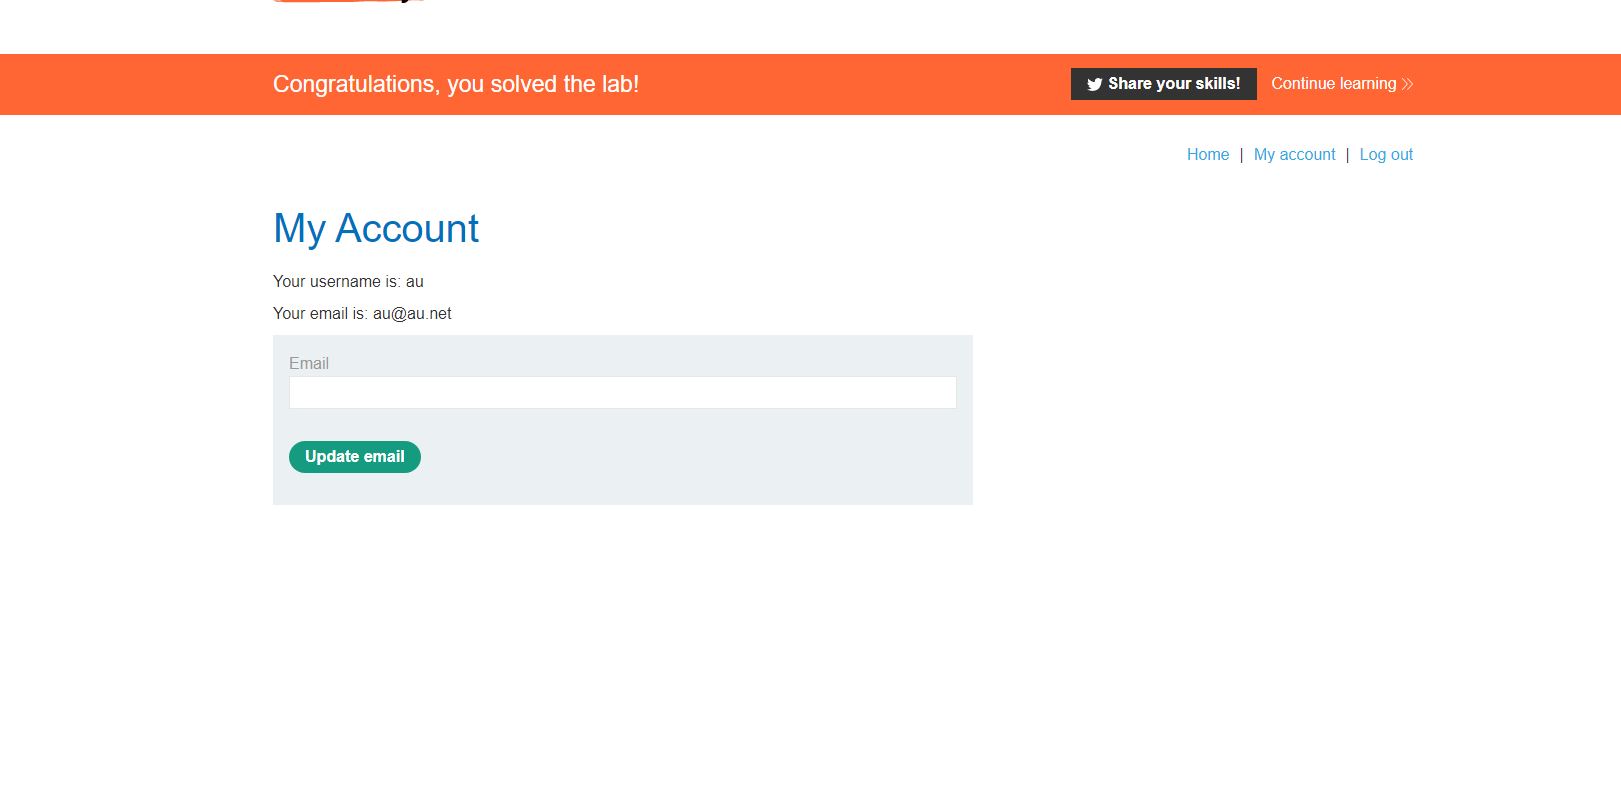 Congratulations, you solved the lab!
Share your skills! Continue learning
Home | My account | Log out
My Account
Your username is: au
Your email is: au@au.net
Email
Update email